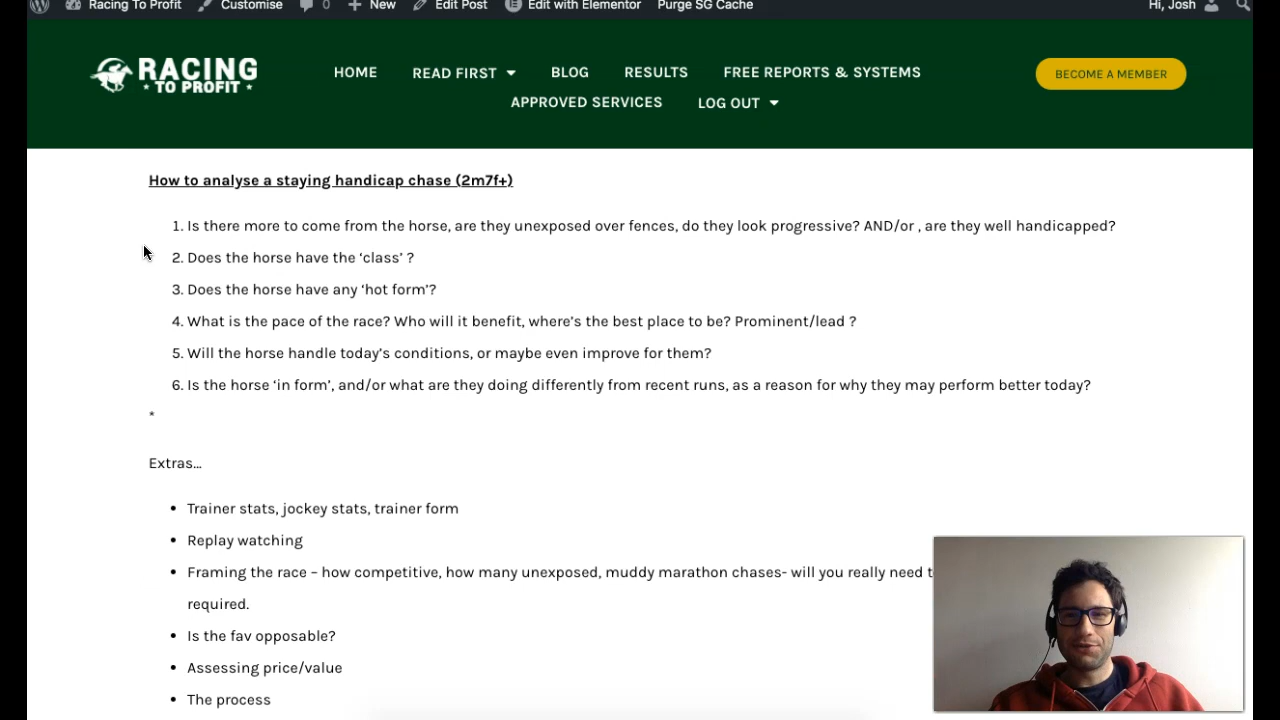 Racing To Profit Customise 0 New Edit Post Edit with Elementor Purge SG Cache Hi, Josh
RACING
TO PROFIT
HOME READ FIRST BLOG RESULTS FREE REPORTS & SYSTEMS
APPROVED SERVICES LOG OUT
BECOME A MEMBER
How to analyse a staying handicap chase (2m7f+)
1. Is there more to come from the horse, are they unexposed over fences, do they look progressive? AND/or , are they well handicapped?
2. Does the horse have the ‘class’ ?
3. Does the horse have any ‘hot form’?
4. What is the pace of the race? Who will it benefit, where’s the best place to be? Prominent/lead ?
5. Will the horse handle today’s conditions, or maybe even improve for them?
6. Is the horse ‘in form’, and/or what are they doing differently from recent runs, as a reason for why they may perform better today?
*
Extras…
• Trainer stats, jockey stats, trainer form
• Replay watching
• Framing the race – how competitive, how many unexposed, muddy marathon chases- will you really need
required.
• Is the fav opposable?
• Assessing price/value
• The process